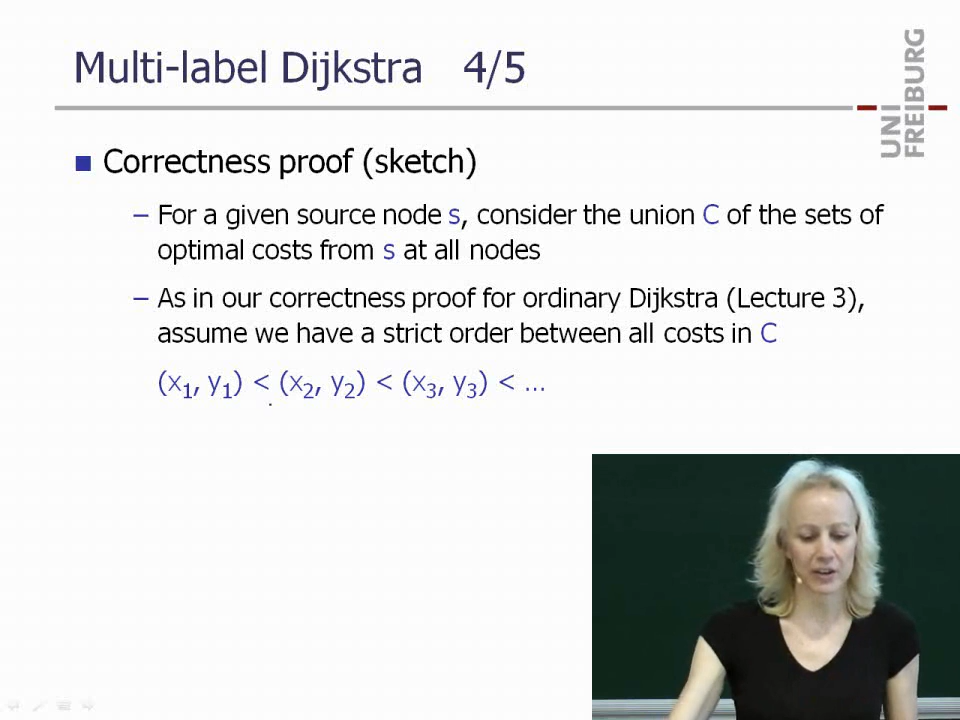 Multi-label Dijkstra 4/5
UNI
FREIBURG
Correctness proof (sketch)
– For a given source node s, consider the union C of the sets of
optimal costs from s at all nodes
– As in our correctness proof for ordinary Dijkstra (Lecture 3),
assume we have a strict order between all costs in C
(x₁, y₁) < (x₂, y₂) < (x₃, y₃) < ...